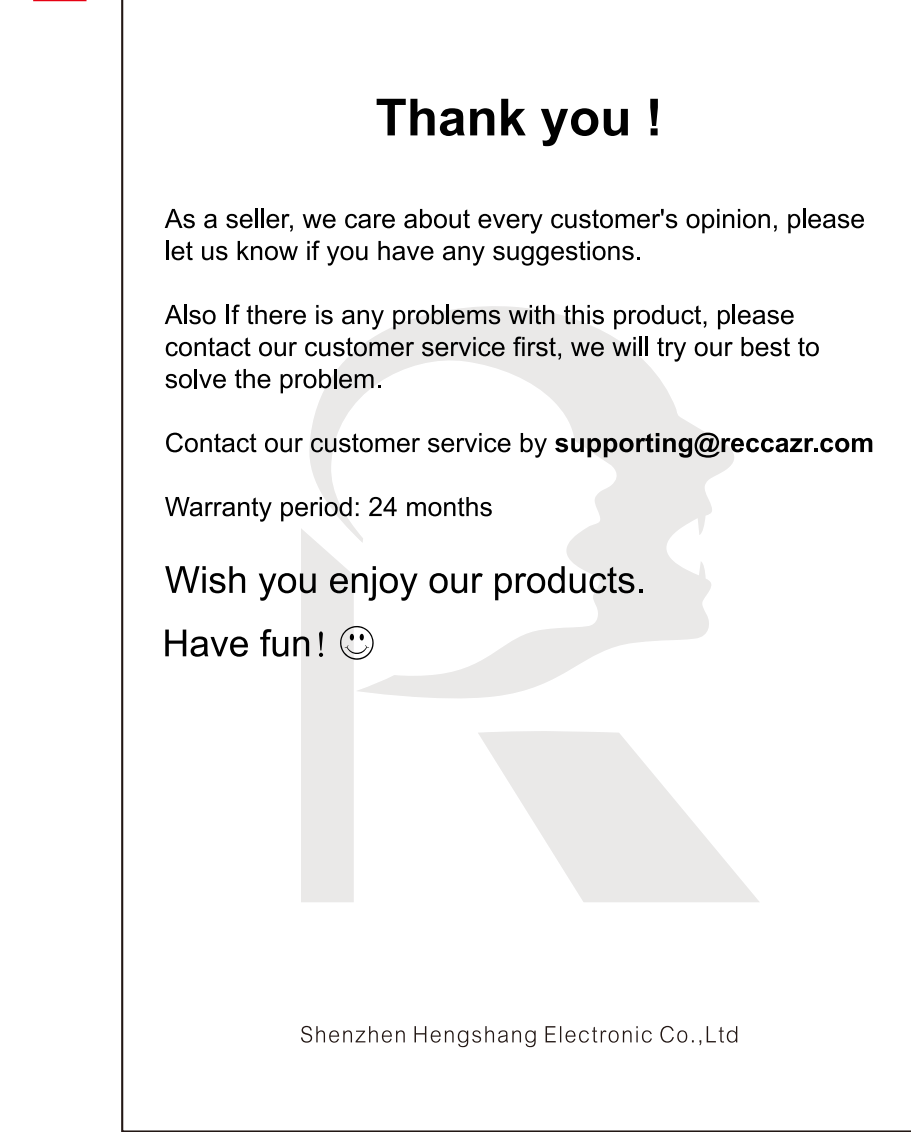 Thank you !
As a seller, we care about every customer's opinion, please
let us know if you have any suggestions.
Also If there is any problems with this product, please
contact our customer service first, we will try our best to
solve the problem.
Contact our customer service by supporting@reccazr.com
Warranty period: 24 months
Wish you enjoy our products.
Have fun! ☺
Shenzhen Hengshang Electronic Co.,Ltd